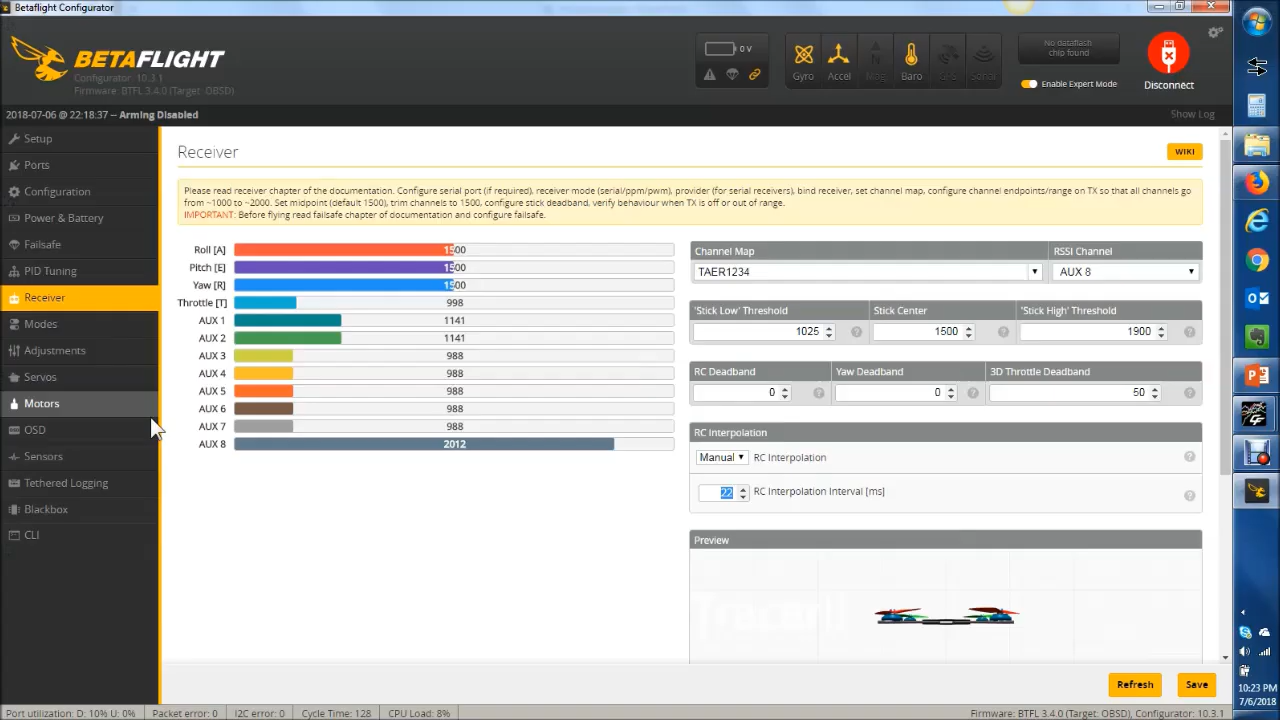 Betaflight Configurator
BETAFLIGHT
Configurator: 10.3.1
Firmware: BTFL 3.4.0 (Target: OBSD)
0 V
Gyro
Accel
Mag
Baro
GPS
Sonar
No dataflash
chip found
Enable Expert Mode
Disconnect
2018-07-06 @ 22:18:37 -- Arming Disabled
Show Log
Setup
Ports
Configuration
Power & Battery
Failsafe
PID Tuning
Receiver
Modes
Adjustments
Servos
Motors
OSD
Sensors
Tethered Logging
Blackbox
CLI
Receiver
WIKI
Please read receiver chapter of the documentation. Configure serial port (if required), receiver mode (serial/ppm/pwm), provider (for serial receivers), bind receiver, set channel map, configure channel endpoints/range on TX so that all channels go
from ~1000 to ~2000. Set midpoint (default 1500), trim channels to 1500, configure stick deadband, verify behaviour when TX is off or out of range.
IMPORTANT: Before flying read failsafe chapter of documentation and configure failsafe.
Roll [A] 1500
Pitch [E] 1500
Yaw [R] 1500
Throttle [T] 998
AUX 1 1141
AUX 2 1141
AUX 3 988
AUX 4 988
AUX 5 988
AUX 6 988
AUX 7 988
AUX 8 2012
Channel Map RSSI Channel
TAER1234 AUX 8
'Stick Low' Threshold Stick Center 'Stick High' Threshold
1025 1500 1900
RC Deadband Yaw Deadband 3D Throttle Deadband
0 0 50
RC Interpolation
Manual RC Interpolation
22 RC Interpolation Interval [ms]
Preview
Refresh Save
Port utilization: D: 10% U: 0% Packet error: 0 I2C error: 0 Cycle Time: 128 CPU Load: 8% Firmware: BTFL 3.4.0 (Target: OBSD), Configurator: 10.3.1
10:23 PM
7/6/2018